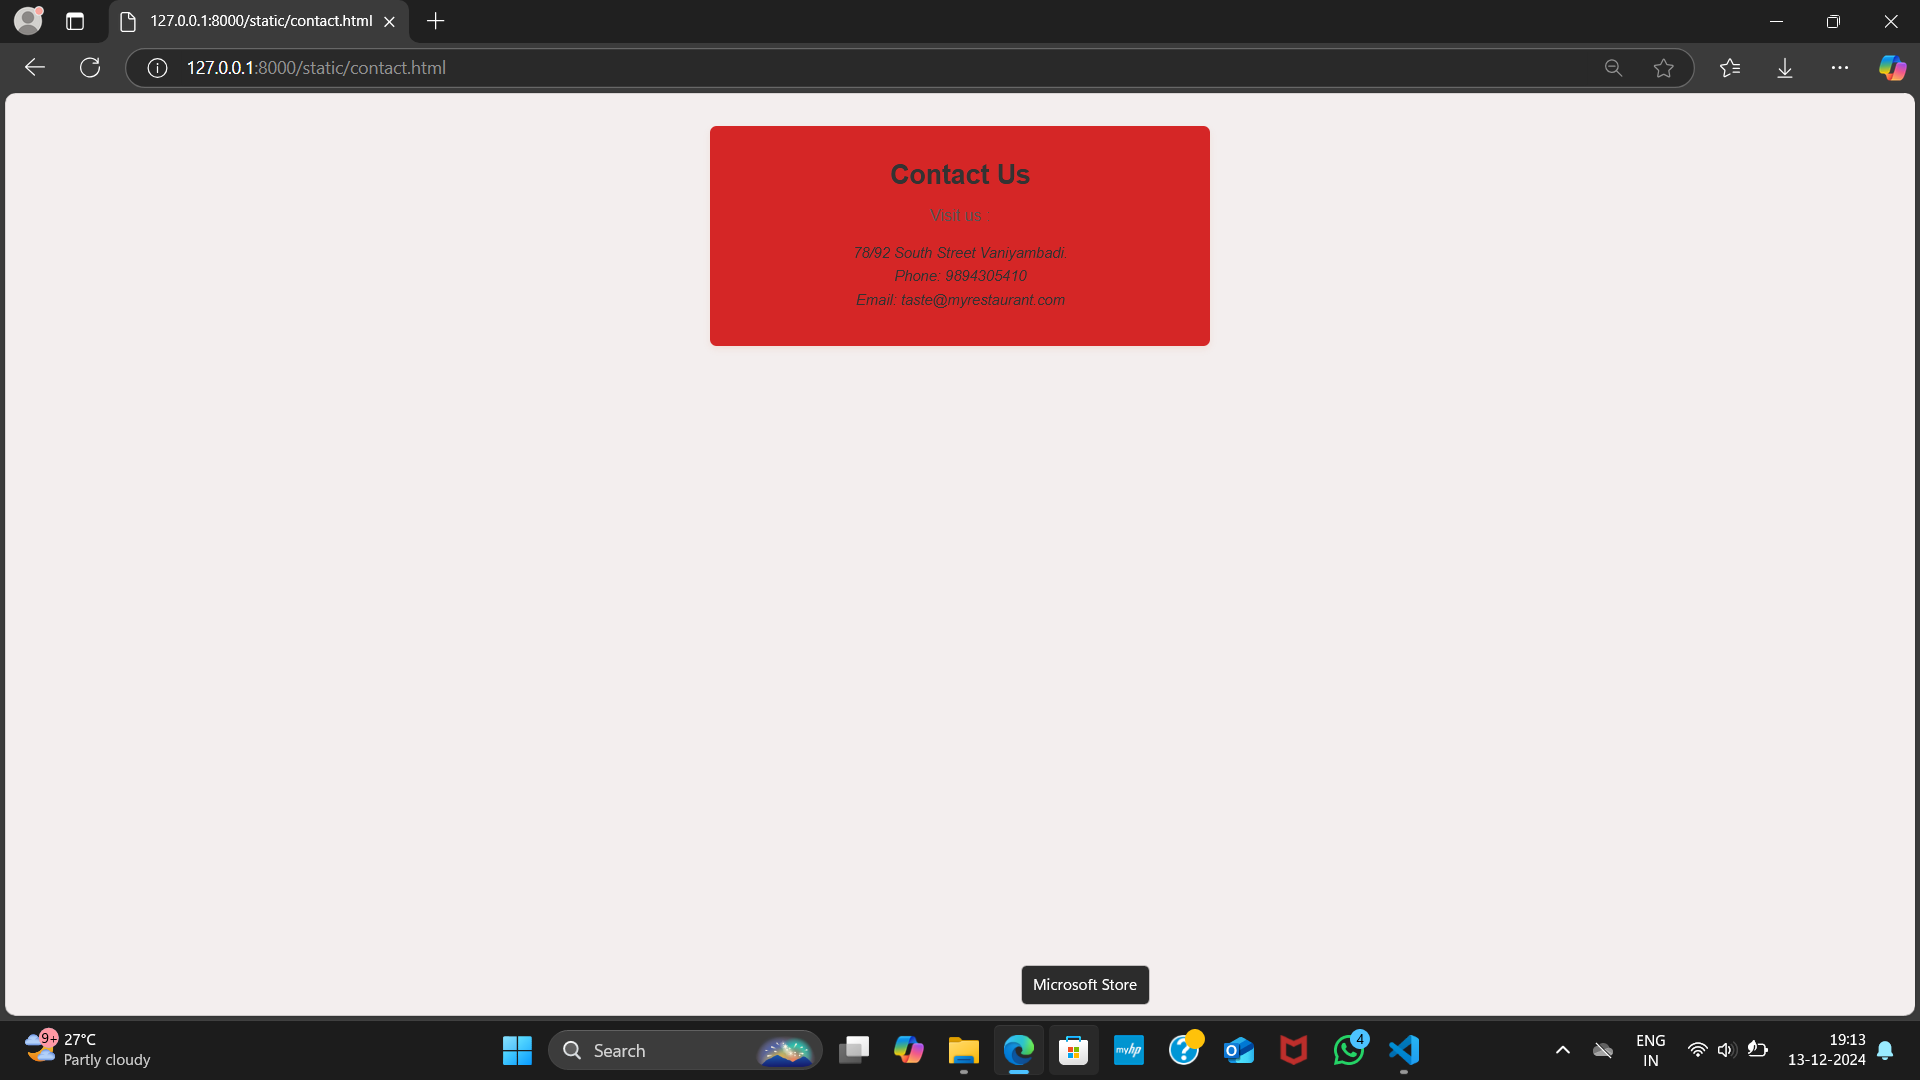 127.0.0.1:8000/static/contact.html
127.0.0.1:8000/static/contact.html
Contact Us
Visit us :
78/92 South Street Vaniyambadi.
Phone: 9894305410
Email: taste@myrestaurant.com
Microsoft Store
9+
27°C
Partly cloudy
Search
myhp
4
ENG
IN
19:13
13-12-2024